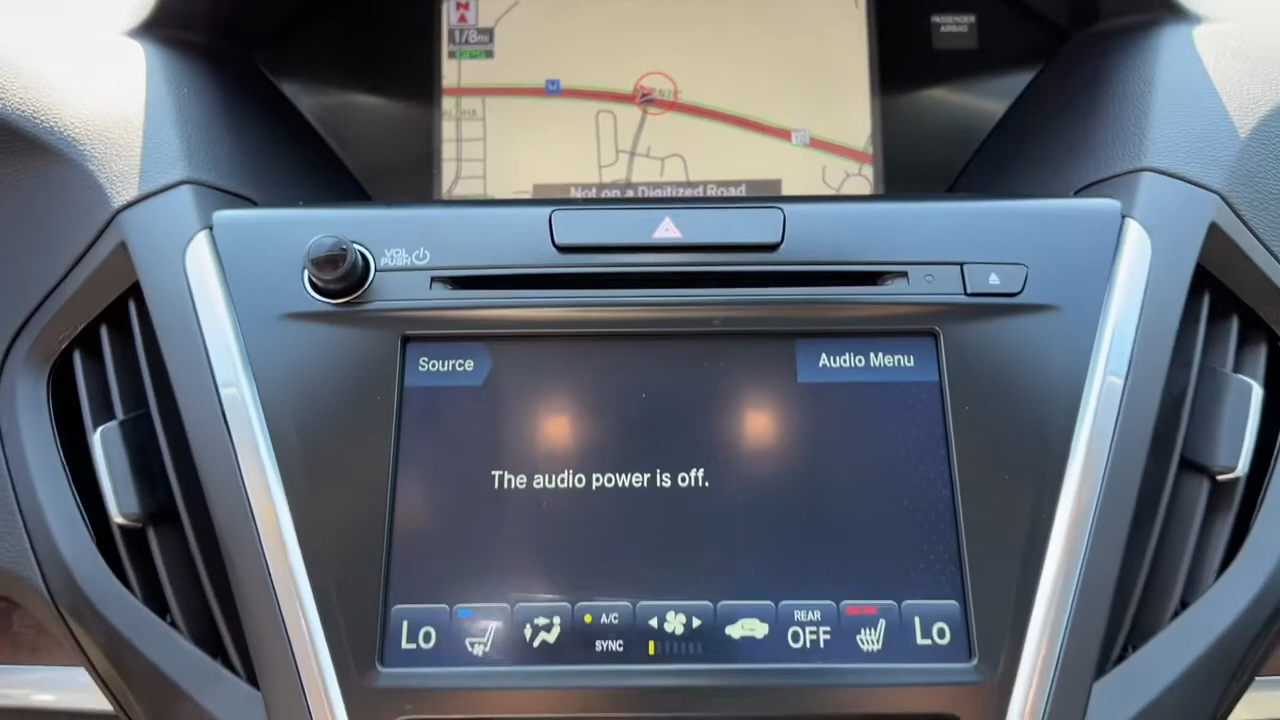 N
1/8mi
PASSENGER
AIRBAG
Not on a Digitized Road
VOL
PUSH
Source
Audio Menu
The audio power is off.
Lo
A/C
SYNC
REAR
OFF
Lo